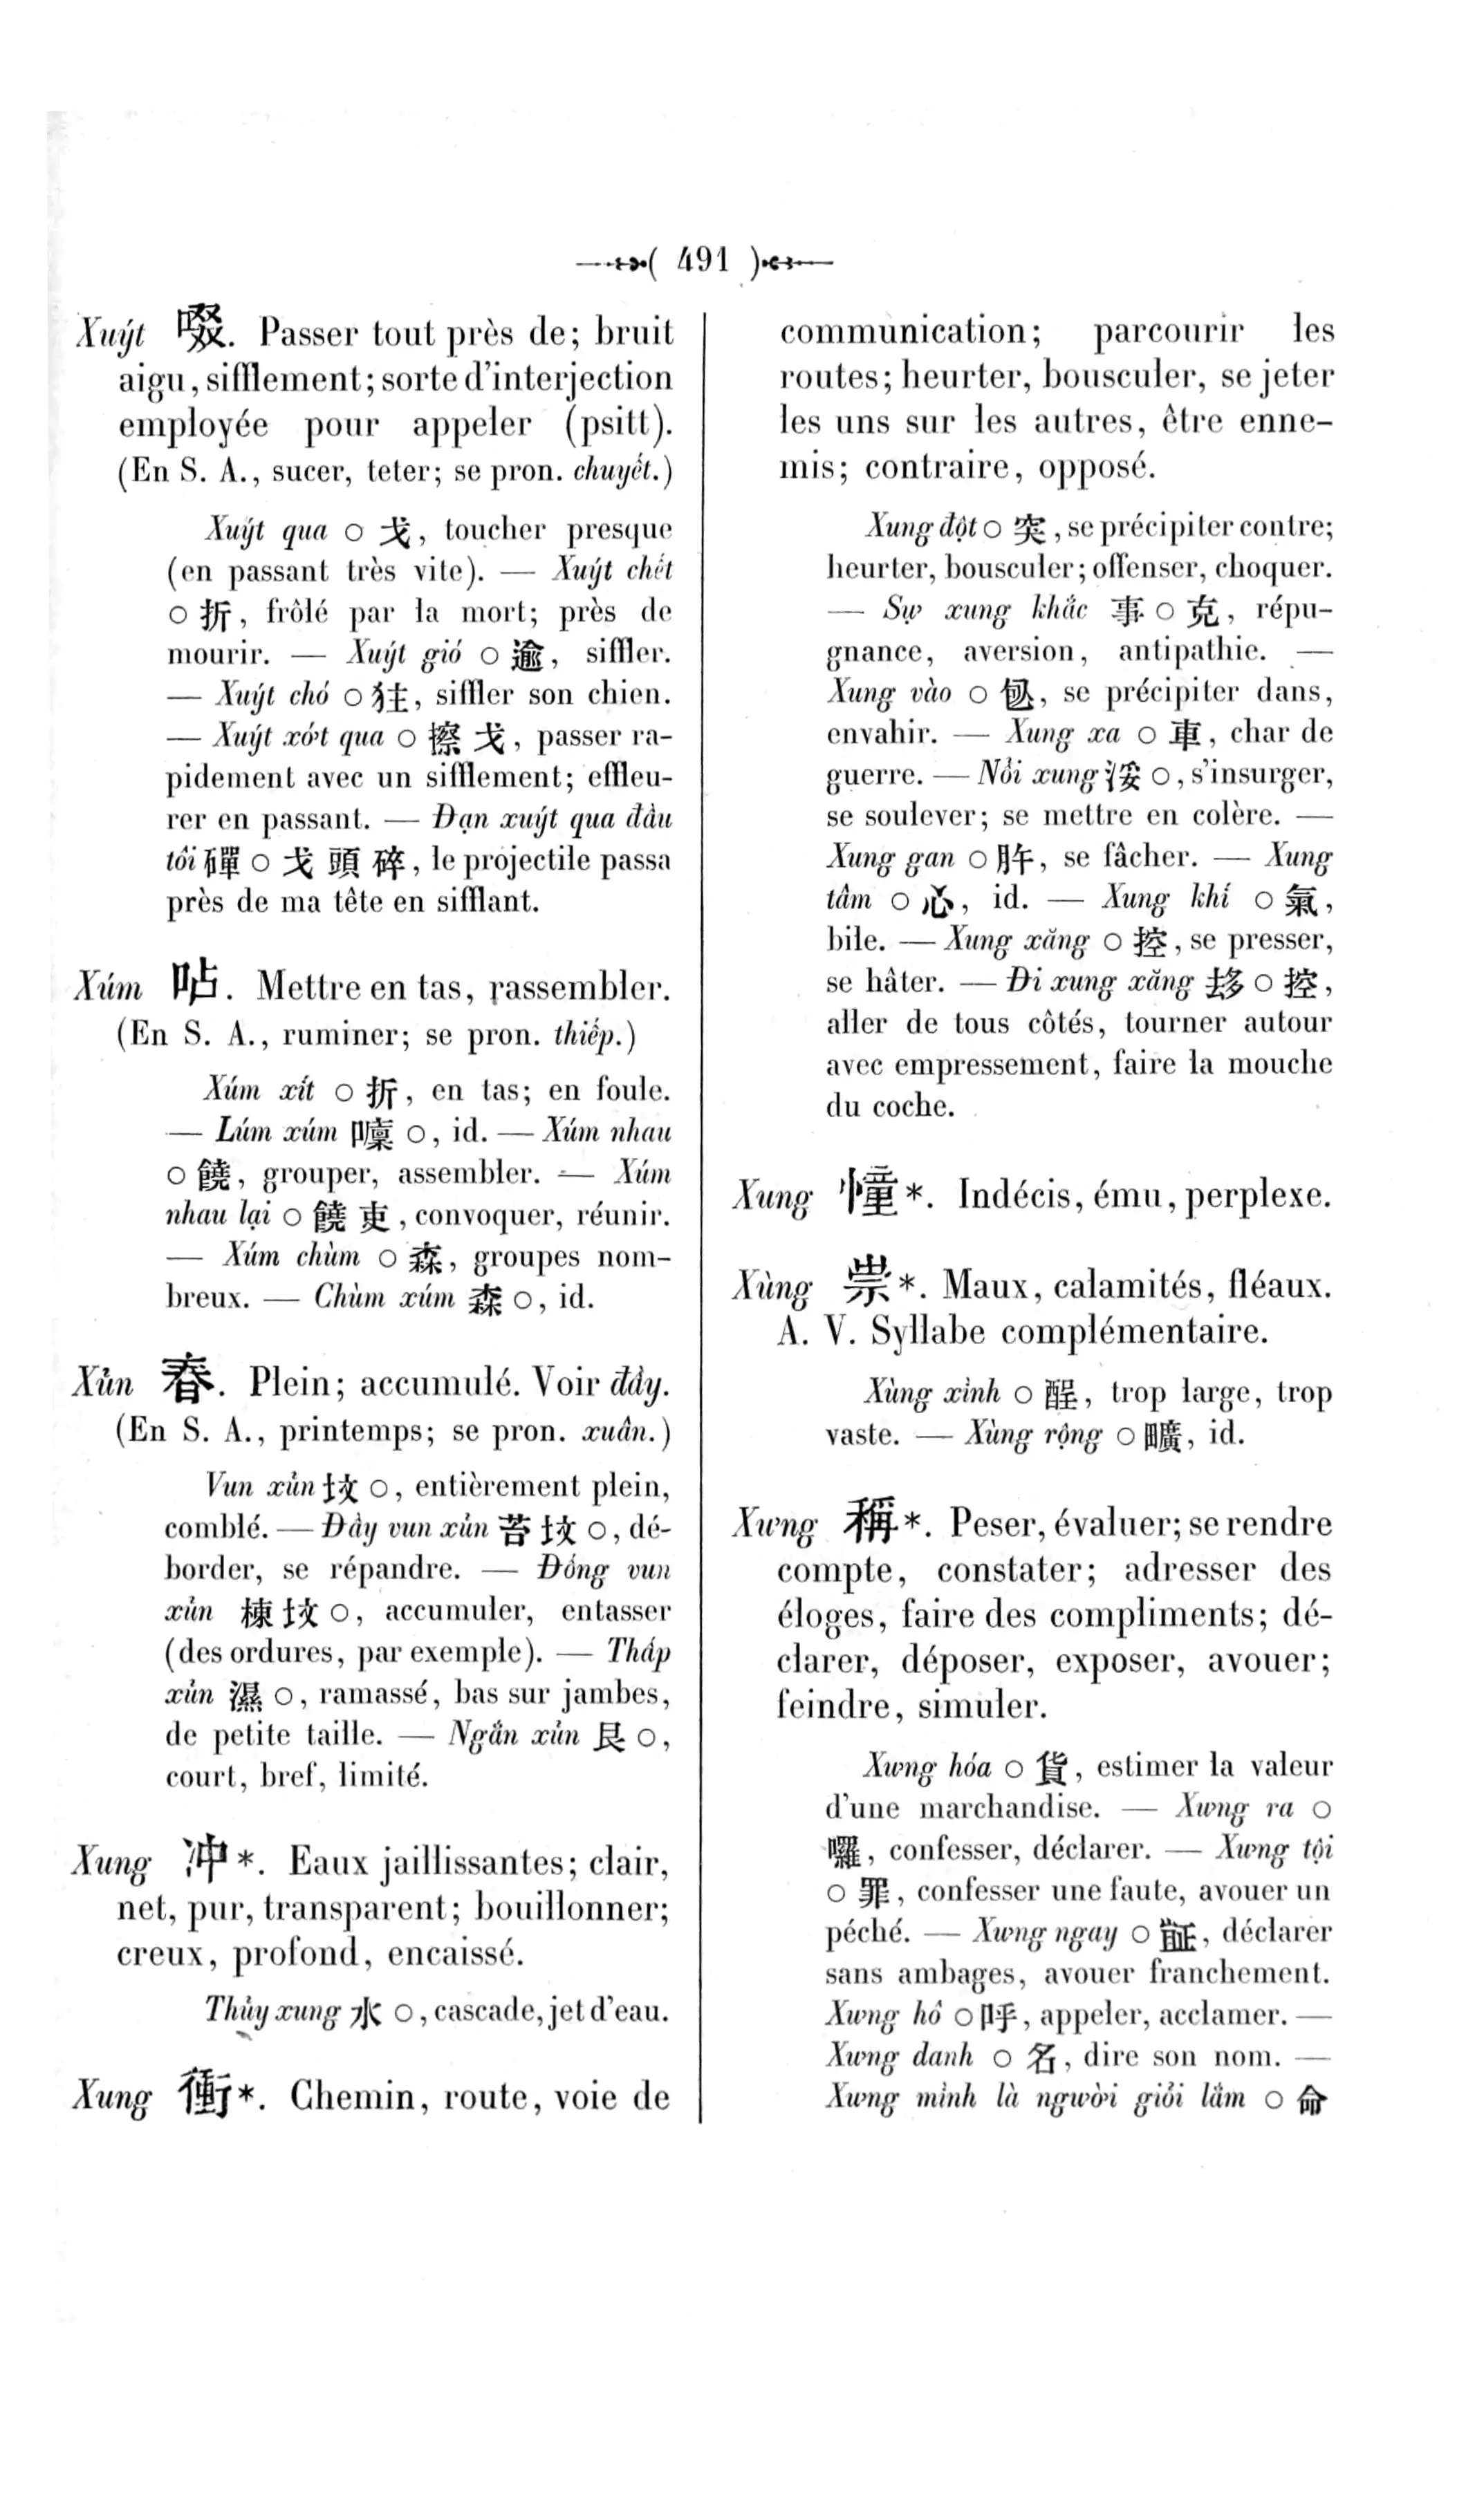 ( 491 )
Xuýt 啜. Passer tout près de; bruit
aigu, sifflement; sorte d'interjection
employée pour appeler (psitt).
(En S. A., sucer, teter; se pron. chuyết.)
Xuýt qua ○ 戈, toucher presque
(en passant très vite). — Xuýt chết
○ 折, frôlé par la mort; près de
mourir. — Xuýt gió ○ 逾, siffler.
— Xuýt chó ○ 㹥, siffler son chien.
— Xuýt xớt qua ○ 擦 戈, passer ra-
pidement avec un sifflement; effleu-
rer en passant. — Đạn xuýt qua đầu
tôi 磾 ○ 戈 頭 碎, le projectile passa
près de ma tête en sifflant.
Xúm 呫. Mettre en tas, rassembler.
(En S. A., ruminer; se pron. thiếp.)
Xúm xít ○ 折, en tas; en foule.
— Lúm xúm ○, id. — Xúm nhau
○ 饒, grouper, assembler. — Xúm
nhau lại ○ 饒 吏, convoquer, réunir.
— Xúm chùm ○ 森, groupes nom-
breux. — Chùm xúm 森 ○, id.
Xủn 春. Plein; accumulé. Voir đầy.
(En S. A., printemps; se pron. xuân.)
Vun xủn 坟 ○, entièrement plein,
comblé. — Đầy vun xủn 苔 坟 ○, dé-
border, se répandre. — Đống vun
xủn 棟 坟 ○, accumuler, entasser
(des ordures, par exemple). — Thấp
xủn 濕 ○, ramassé, bas sur jambes,
de petite taille. — Ngắn xủn 艮 ○,
court, bref, limité.
Xung 冲*. Eaux jaillissantes; clair,
net, pur, transparent; bouillonner;
creux, profond, encaissé.
Thủy xung 水 ○, cascade, jet d'eau.
Xung 衝*. Chemin, route, voie de
communication; parcourir les
routes; heurter, bousculer, se jeter
les uns sur les autres, être enne-
mis; contraire, opposé.
Xung đột ○ 突, se précipiter contre;
heurter, bousculer; offenser, choquer.
— Sự xung khắc 事 ○ 克, répu-
gnance, aversion, antipathie. —
Xung vào ○, se précipiter dans,
envahir. — Xung xa ○ 車, char de
guerre. — Nổi xung 浽 ○, s'insurger,
se soulever; se mettre en colère. —
Xung gan ○ 肝, se fâcher. — Xung
tâm ○ 心, id. — Xung khí ○ 氣,
bile. — Xung xăng ○ 控, se presser,
se hâter. — Đi xung xăng 𠫾 ○ 控,
aller de tous côtés, tourner autour
avec empressement, faire la mouche
du coche.
Xung 憧*. Indécis, ému, perplexe.
Xùng 祟*. Maux, calamités, fléaux.
A. V. Syllabe complémentaire.
Xùng xình ○ 酲, trop large, trop
vaste. — Xùng rộng ○ 曠, id.
Xưng 稱*. Peser, évaluer; se rendre
compte, constater; adresser des
éloges, faire des compliments; dé-
clarer, déposer, exposer, avouer;
feindre, simuler.
Xưng hóa ○ 貨, estimer la valeur
d'une marchandise. — Xưng ra ○
囉, confesser, déclarer. — Xưng tội
○ 罪, confesser une faute, avouer un
péché. — Xưng ngay ○, déclarer
sans ambages, avouer franchement.
Xưng hô ○ 呼, appeler, acclamer. —
Xưng danh ○ 名, dire son nom. —
Xưng mình là người giỏi lắm ○ 命